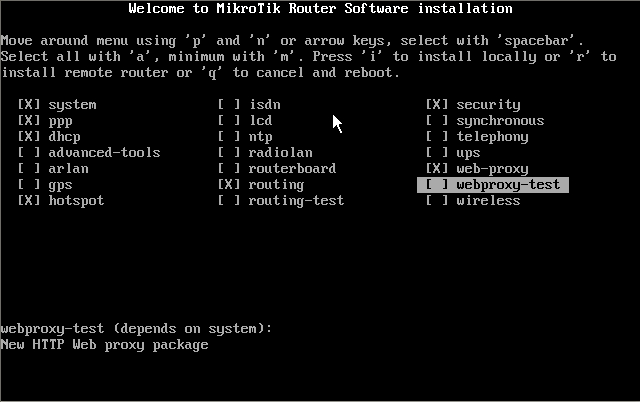 Welcome to MikroTik Router Software installation
Move around menu using 'p' and 'n' or arrow keys, select with 'spacebar'.
Select all with 'a', minimum with 'm'. Press 'i' to install locally or 'r' to
install remote router or 'q' to cancel and reboot.
[X] system [ ] isdn [X] security
[X] ppp [ ] lcd [ ] synchronous
[X] dhcp [ ] ntp [ ] telephony
[ ] advanced-tools [ ] radiolan [ ] ups
[ ] arlan [ ] routerboard [X] web-proxy
[ ] gps [X] routing [ ] webproxy-test
[X] hotspot [ ] routing-test [ ] wireless
webproxy-test (depends on system):
New HTTP Web proxy package